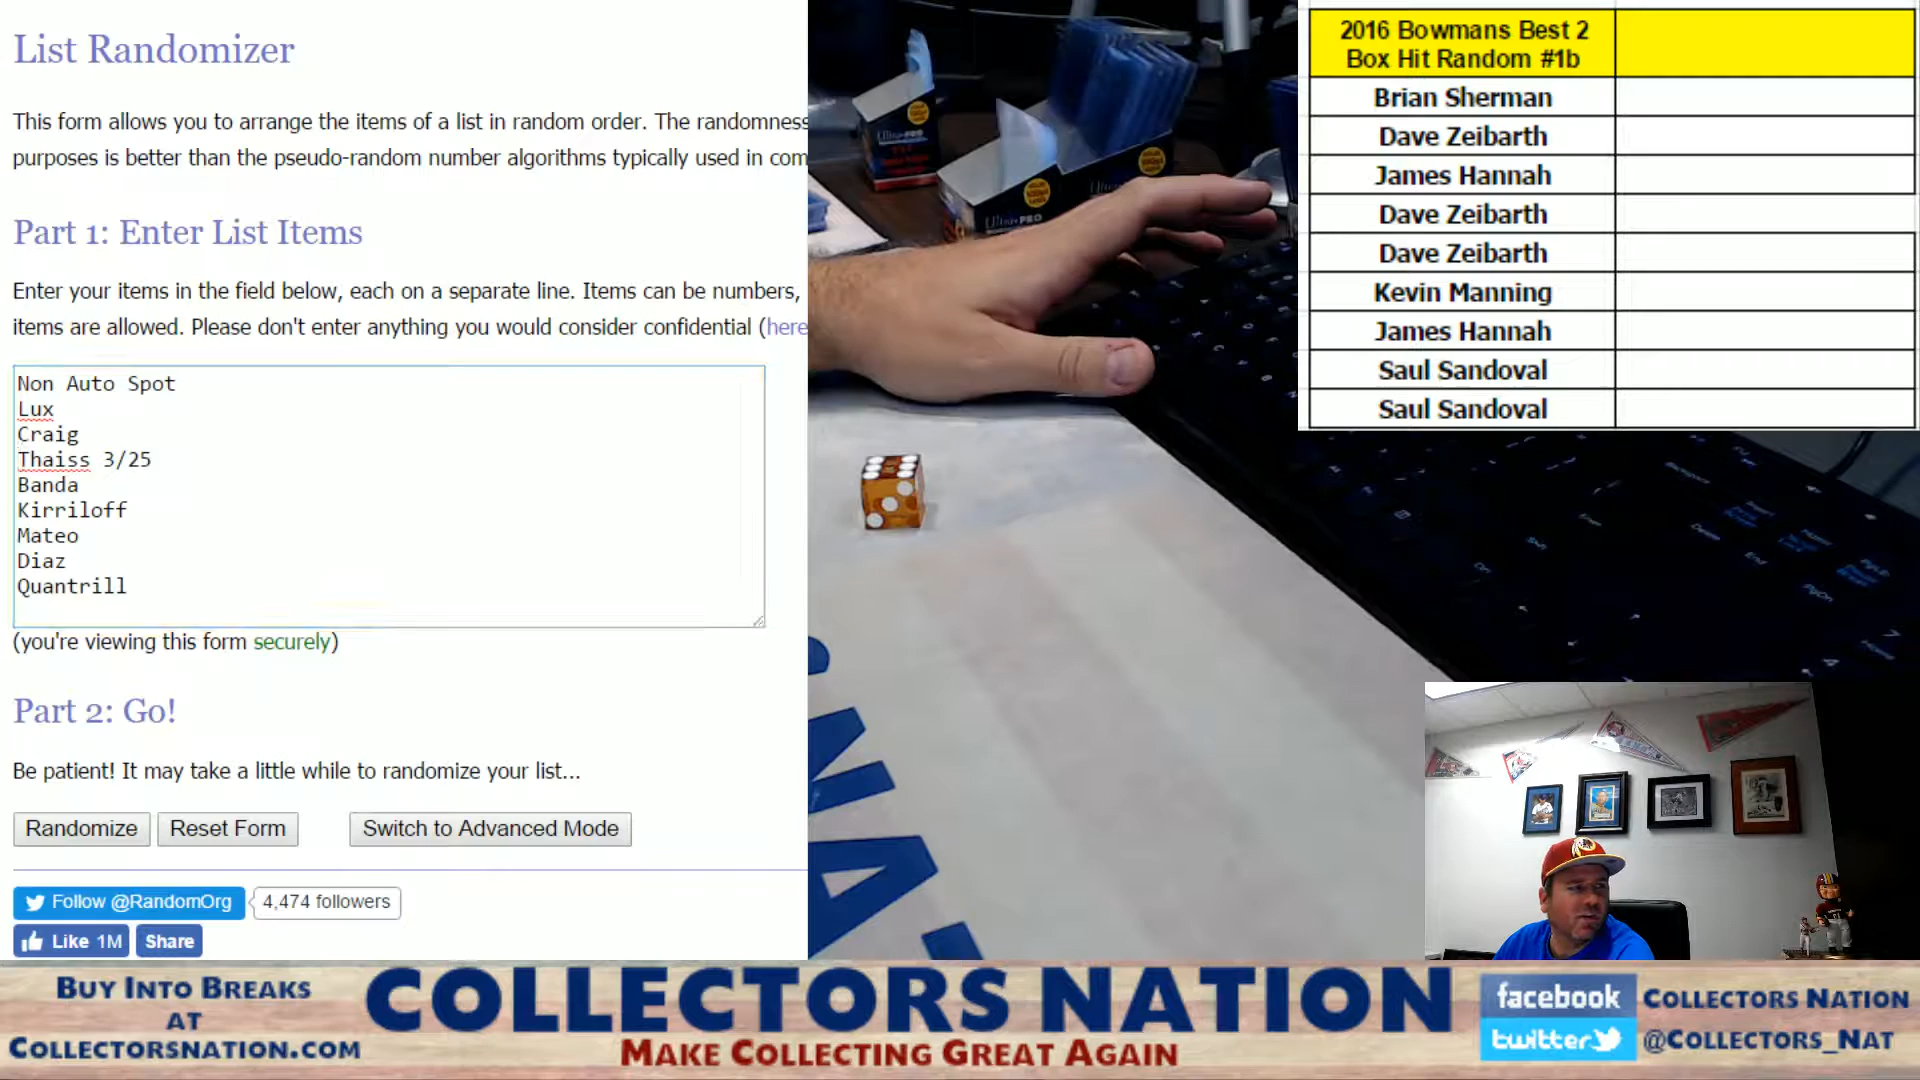 List Randomizer
This form allows you to arrange the items of a list in random order. The randomness
purposes is better than the pseudo-random number algorithms typically used in com
Part 1: Enter List Items
Enter your items in the field below, each on a separate line. Items can be numbers,
items are allowed. Please don't enter anything you would consider confidential (here
Non Auto Spot
Lux
Craig
Thaiss 3/25
Banda
Kirriloff
Mateo
Diaz
Quantrill
(you're viewing this form securely)
Part 2: Go!
Be patient! It may take a little while to randomize your list...
Randomize Reset Form Switch to Advanced Mode
Follow @RandomOrg 4,474 followers
Like 1M Share
2016 Bowmans Best 2
Box Hit Random #1b
Brian Sherman
Dave Zeibarth
James Hannah
Dave Zeibarth
Dave Zeibarth
Kevin Manning
James Hannah
Saul Sandoval
Saul Sandoval
Ultra PRO
End
PgDn
BUY INTO BREAKS
AT
COLLECTORSNATION.COM
COLLECTORS NATION
MAKE COLLECTING GREAT AGAIN
facebook COLLECTORS NATION
twitter @COLLECTORS_NAT